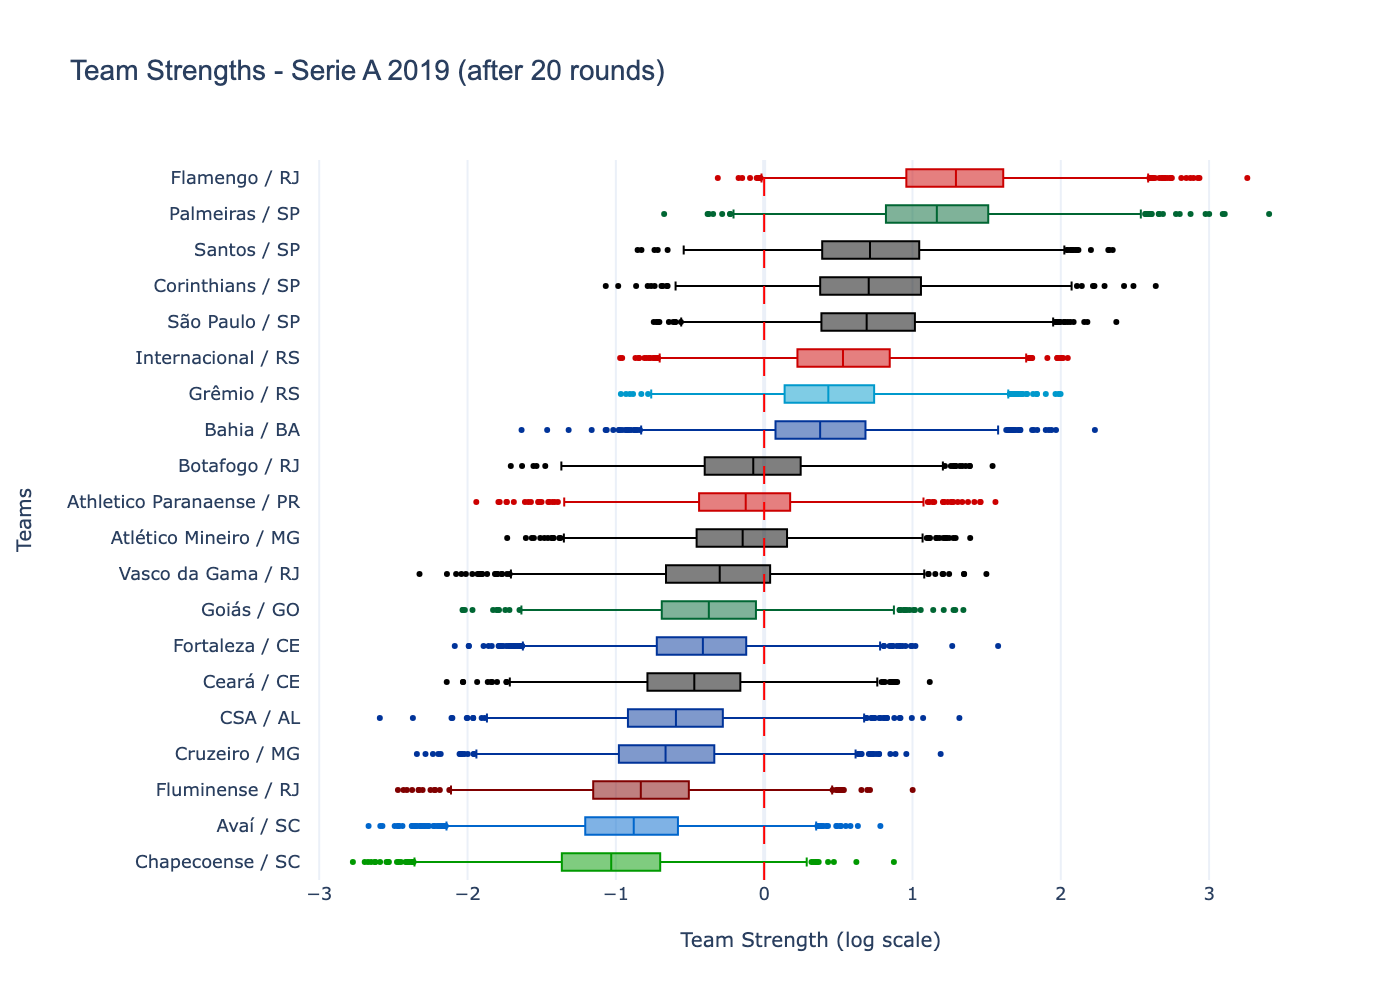 Team Strengths - Serie A 2019 (after 20 rounds)
Teams
Flamengo / RJ
Palmeiras / SP
Santos / SP
Corinthians / SP
São Paulo / SP
Internacional / RS
Grêmio / RS
Bahia / BA
Botafogo / RJ
Athletico Paranaense / PR
Atlético Mineiro / MG
Vasco da Gama / RJ
Goiás / GO
Fortaleza / CE
Ceará / CE
CSA / AL
Cruzeiro / MG
Fluminense / RJ
Avaí / SC
Chapecoense / SC
−3 −2 −1 0 1 2 3
Team Strength (log scale)